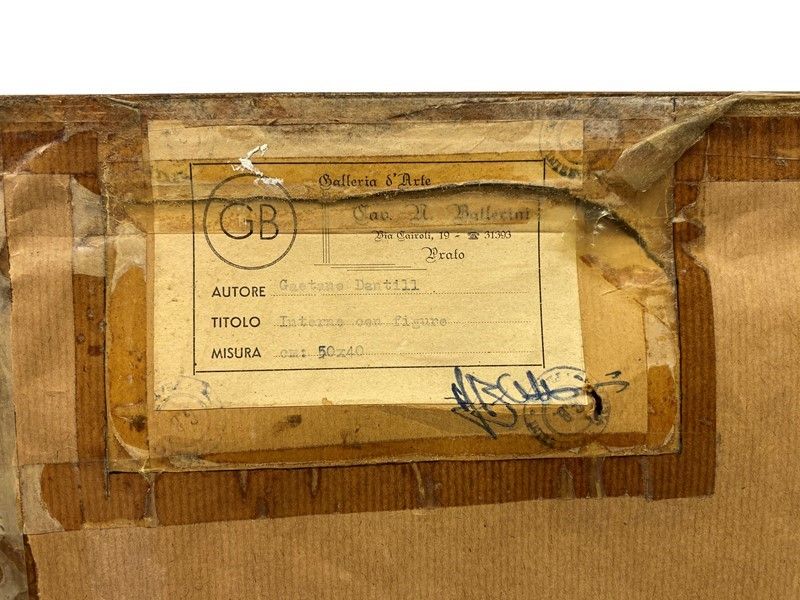 Galleria d'Arte
GB
Cav. N. Ballerini
Via Cairoli, 19 - ☎ 31393
Prato
AUTORE Gaetano Dantill
TITOLO Interno con figure
MISURA cm: 50x40